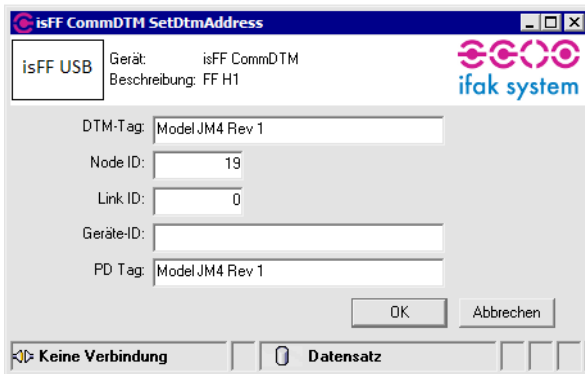 isFF CommDTM SetDtmAddress
isFF USB
Gerät: isFF CommDTM
Beschreibung: FF H1
ifak system
DTM-Tag: Model JM4 Rev 1
Node ID: 19
Link ID: 0
Geräte-ID:
PD Tag: Model JM4 Rev 1
OK Abbrechen
Keine Verbindung Datensatz